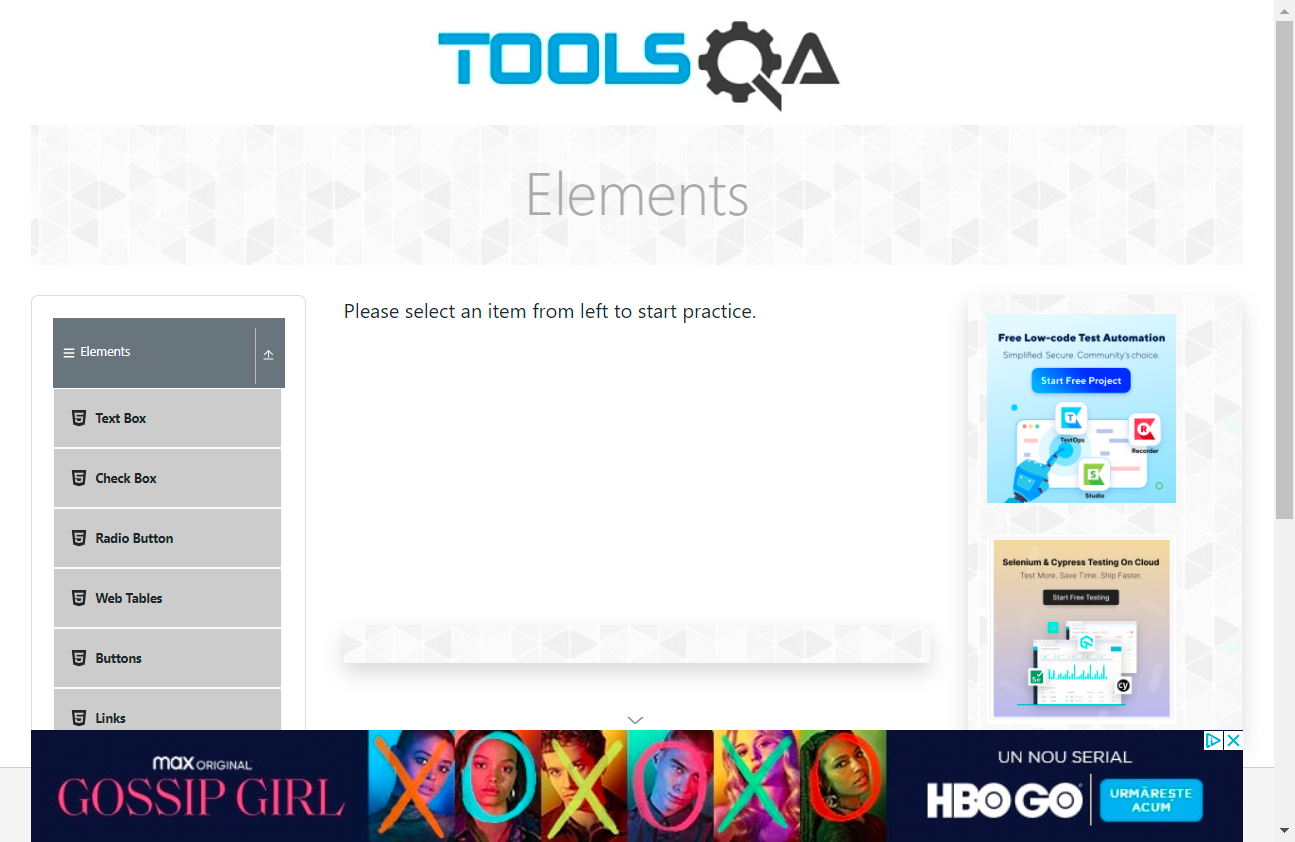 TOOLSQA
Elements
Elements
Text Box
Check Box
Radio Button
Web Tables
Buttons
Links
Please select an item from left to start practice.
Free Low-code Test Automation
Simplified. Secure. Community's choice.
Start Free Project
TestOps
Recorder
Studio
Selenium & Cypress Testing On Cloud
Test More. Save Time. Ship Faster.
Start Free Testing
Se
cy
max ORIGINAL
GOSSIP GIRL
XOXOXO
UN NOU SERIAL
HBO GO
URMĂREȘTE
ACUM